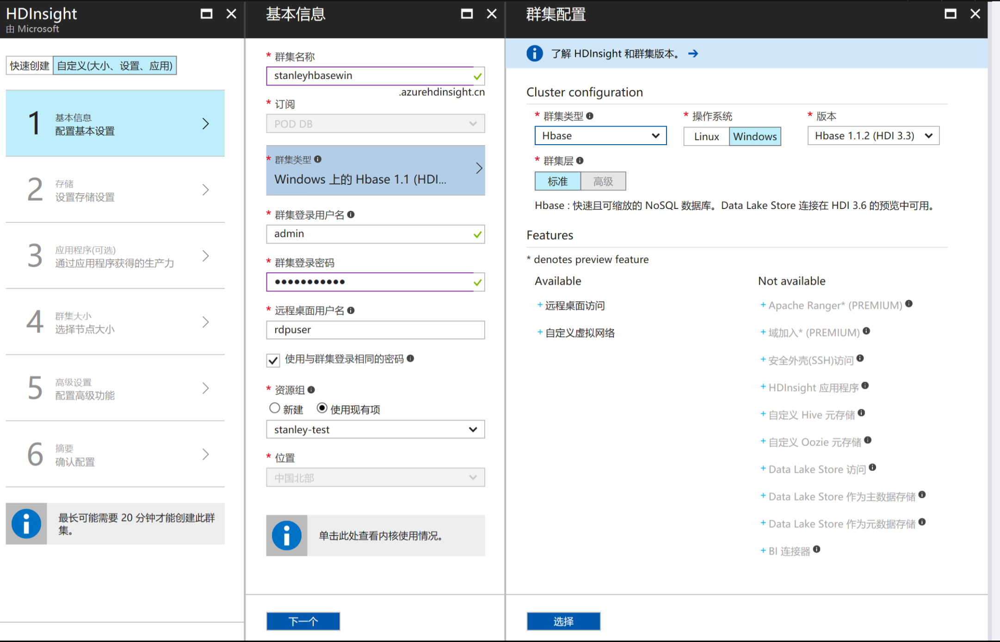 HDInsight
由 Microsoft
快速创建
自定义(大小、设置、应用)
1
基本信息
配置基本设置
2
存储
设置存储设置
3
应用程序(可选)
通过应用程序获得的生产力
4
群集大小
选择节点大小
5
高级设置
配置高级功能
6
摘要
确认配置
最长可能需要 20 分钟才能创建此群
集。
基本信息
* 群集名称
stanleyhbasewin
.azurehdinsight.cn
* 订阅
POD DB
* 群集类型
Windows 上的 Hbase 1.1 (HDI...
* 群集登录用户名
admin
* 群集登录密码
•••••••••••
* 远程桌面用户名
rdpuser
使用与群集登录相同的密码
* 资源组
新建
使用现有项
stanley-test
* 位置
中国北部
单击此处查看内核使用情况。
下一个
群集配置
了解 HDInsight 和群集版本。 →
Cluster configuration
* 群集类型
Hbase
* 操作系统
Linux
Windows
* 版本
Hbase 1.1.2 (HDI 3.3)
* 群集层
标准
高级
Hbase : 快速且可缩放的 NoSQL 数据库。Data Lake Store 连接在 HDI 3.6 的预览中可用。
Features
* denotes preview feature
Available
+ 远程桌面访问
+ 自定义虚拟网络
Not available
+ Apache Ranger* (PREMIUM)
+ 域加入* (PREMIUM)
+ 安全外壳(SSH)访问
+ HDInsight 应用程序
+ 自定义 Hive 元存储
+ 自定义 Oozie 元存储
+ Data Lake Store 访问
+ Data Lake Store 作为主数据存储
+ Data Lake Store 作为元数据存储
+ BI 连接器
选择